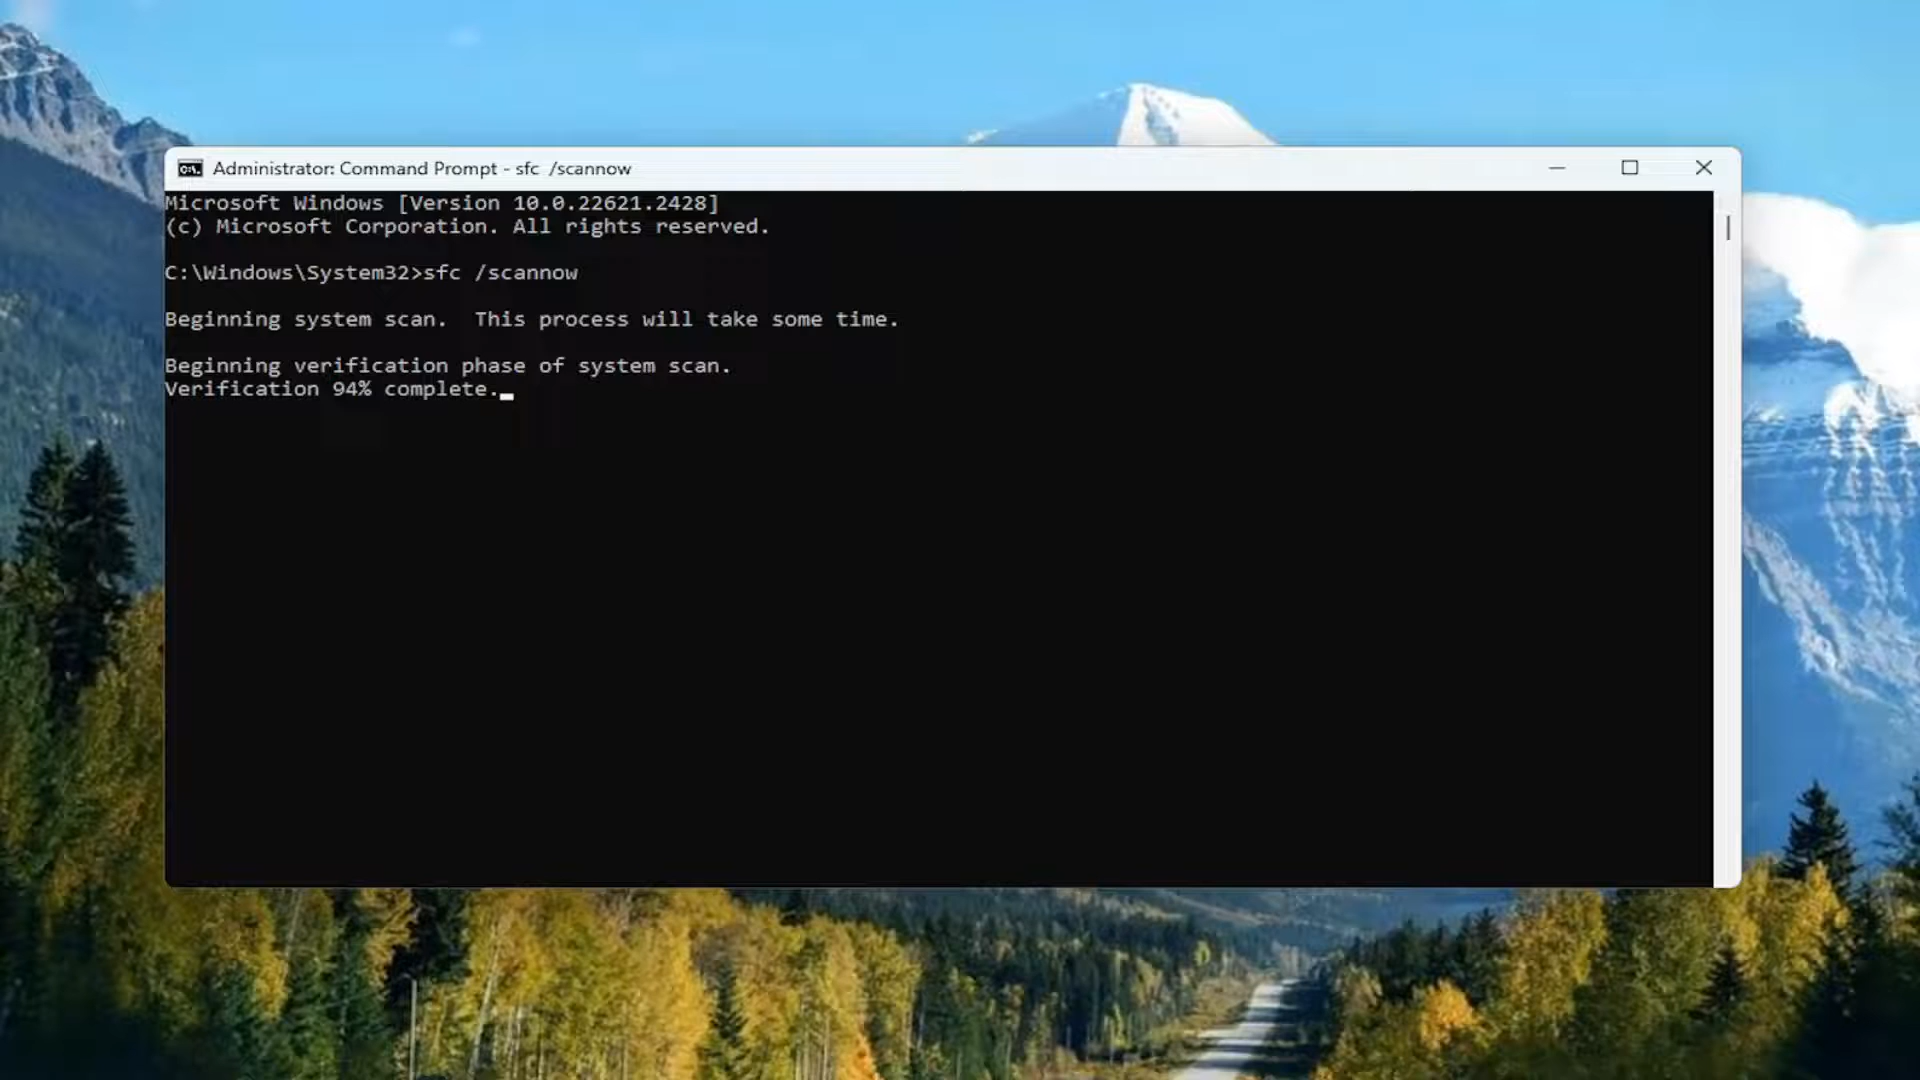 Administrator: Command Prompt - sfc  /scannow
Microsoft Windows [Version 10.0.22621.2428]
(c) Microsoft Corporation. All rights reserved.
C:\Windows\System32>sfc /scannow
Beginning system scan.  This process will take some time.
Beginning verification phase of system scan.
Verification 94% complete.